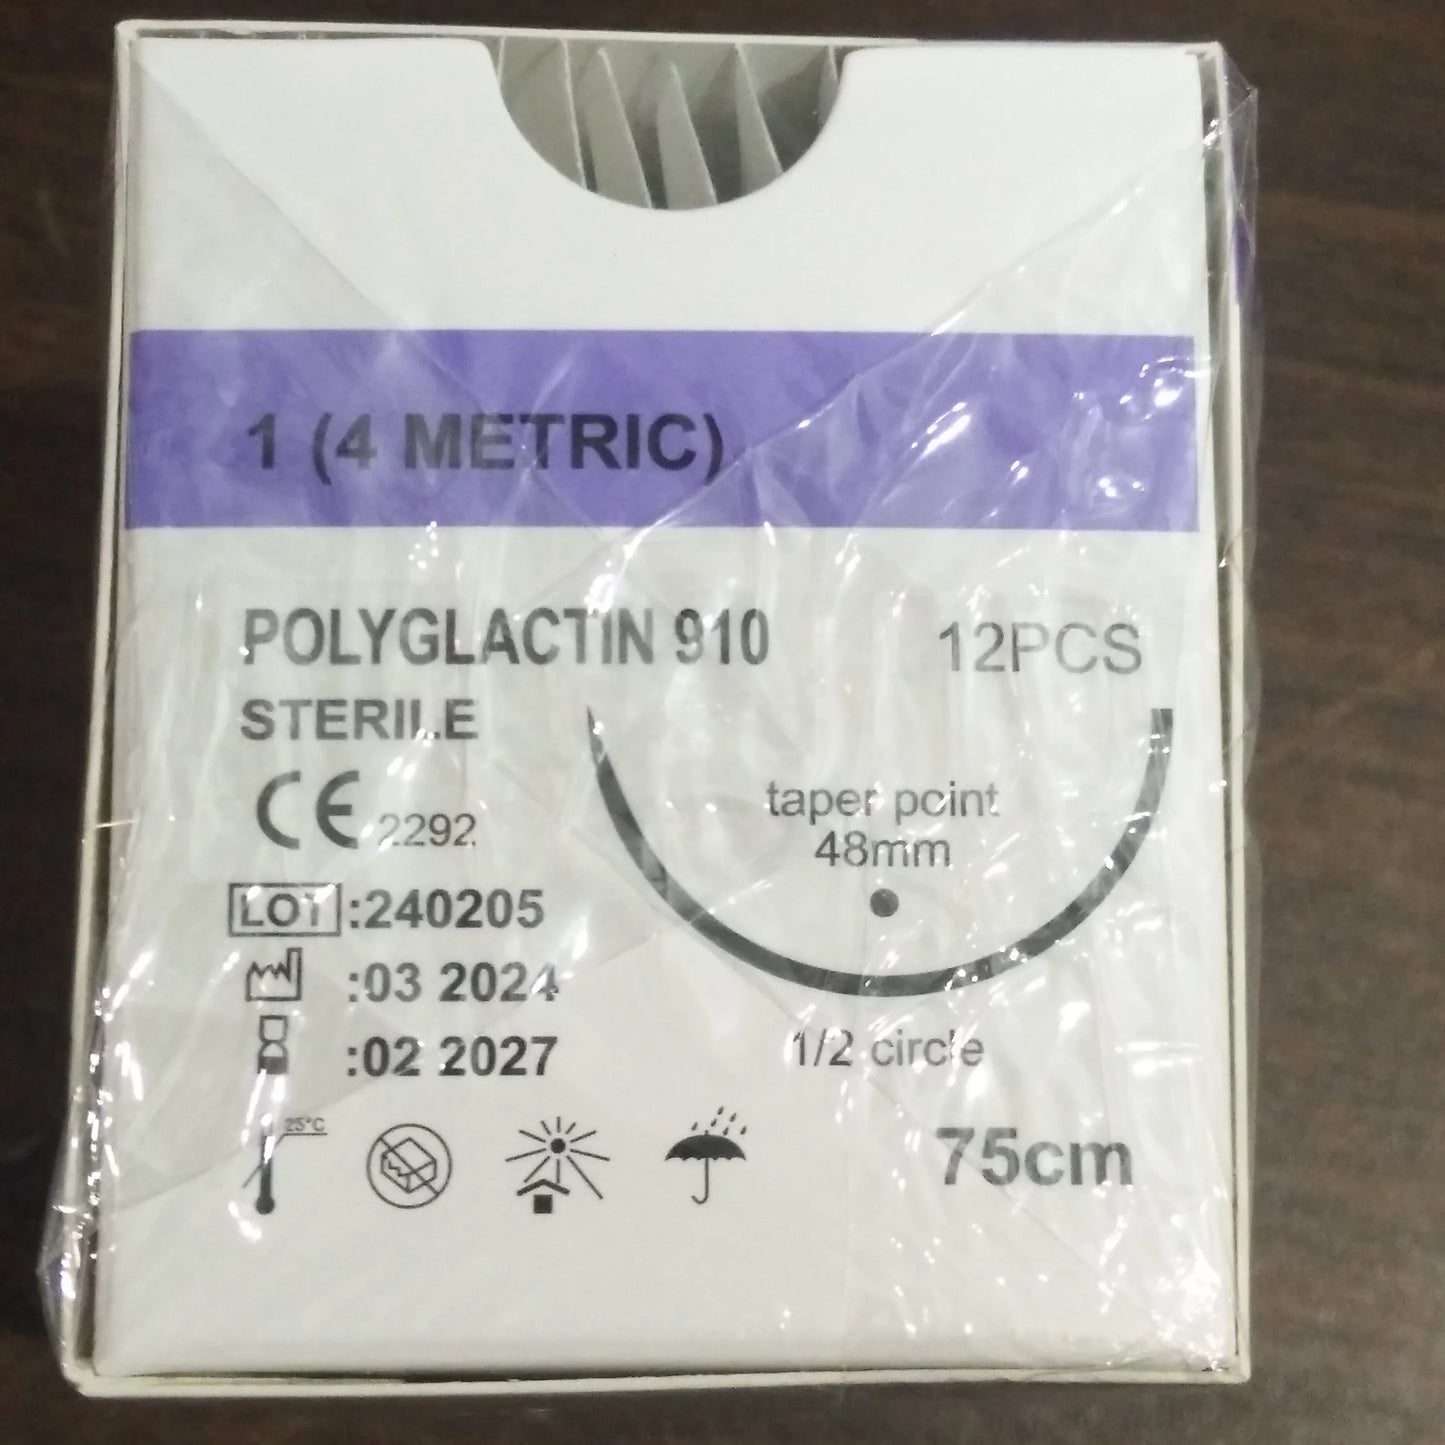 1 (4 METRIC)
POLYGLACTIN 910
12PCS
STERILE
CE 2292
taper point
48mm
LOT :240205
:03 2024
:02 2027
1/2 circle
25°C
75cm